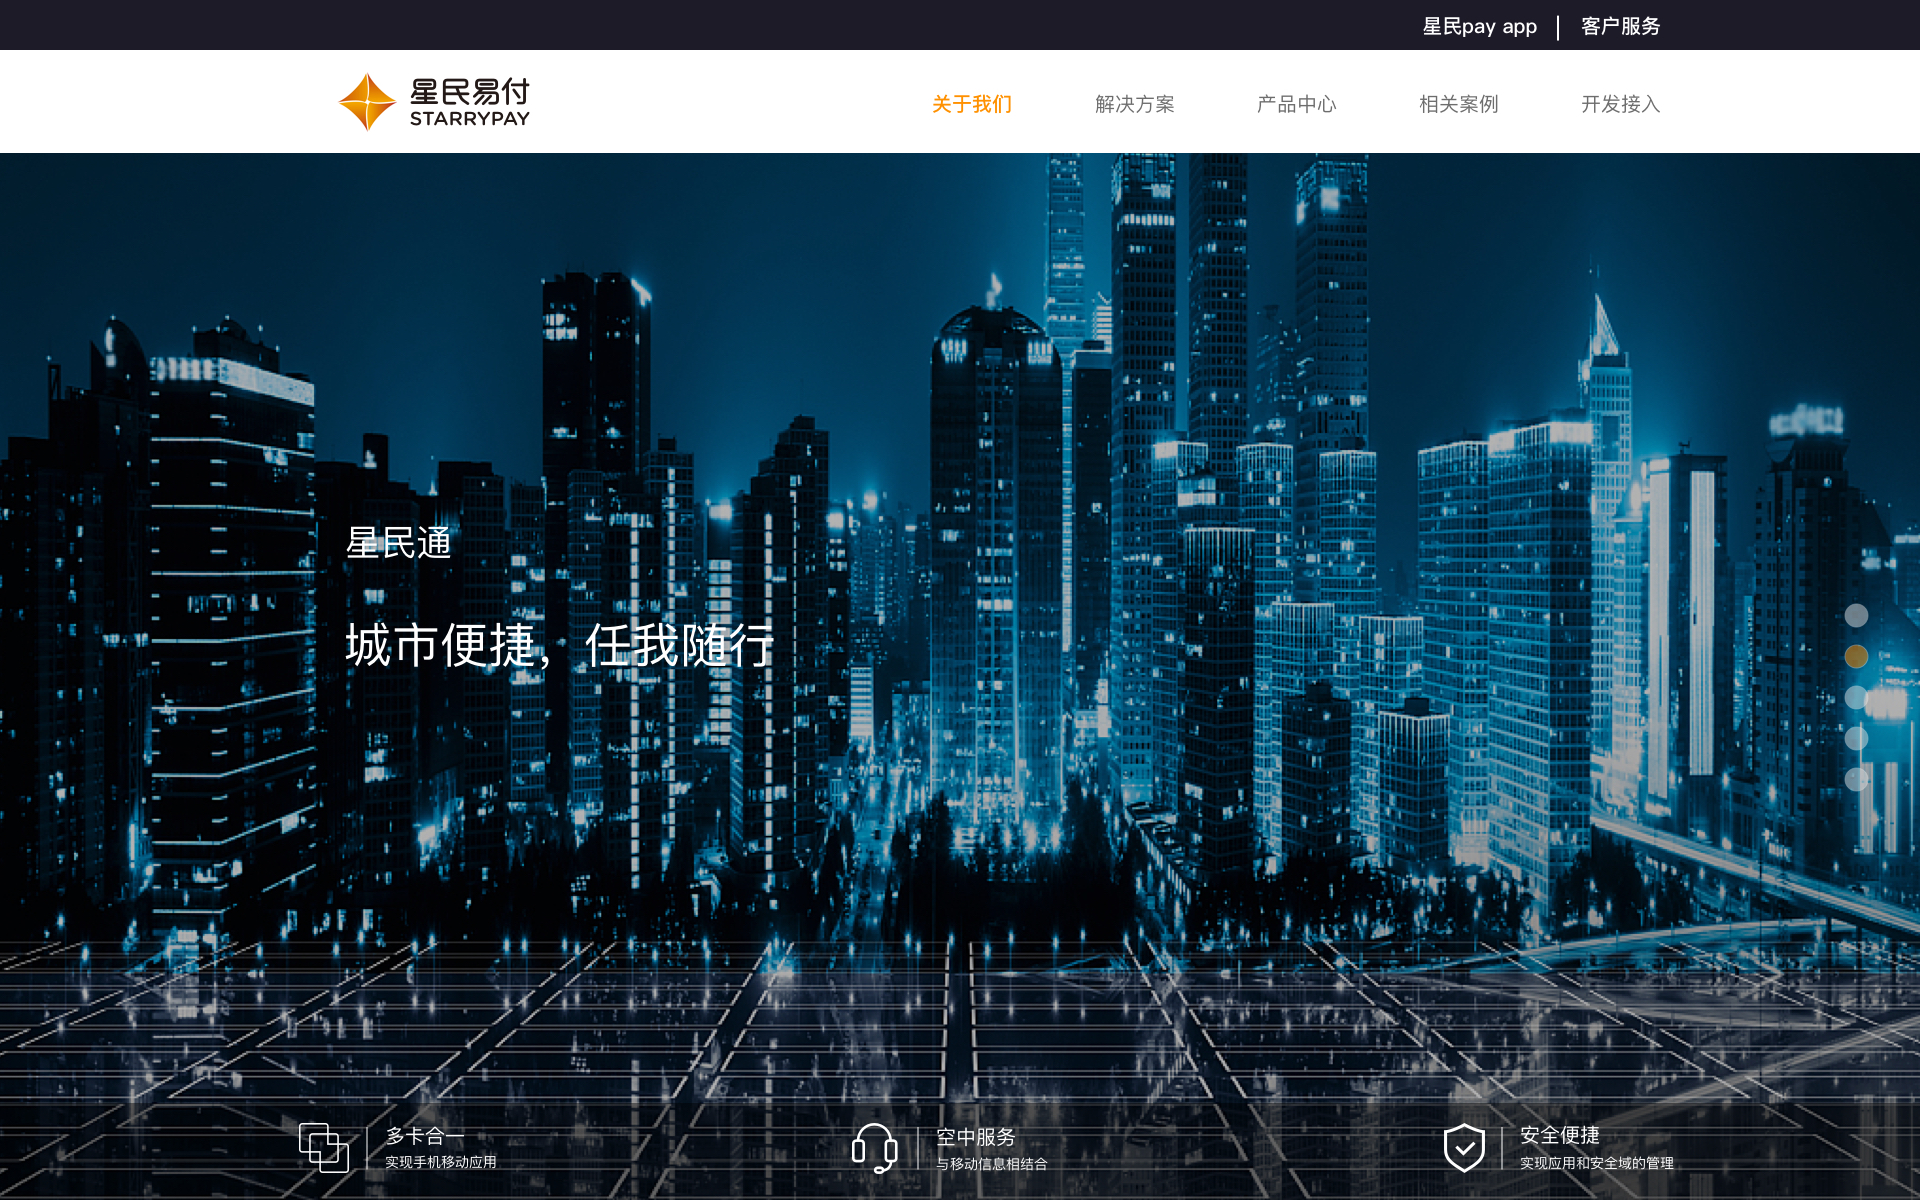 星民pay app
客户服务
星民易付
STARRYPAY
关于我们
解决方案
产品中心
相关案例
开发接入
星民通
城市便捷，任我随行
多卡合一
实现手机移动应用
空中服务
与移动信息相结合
安全便捷
实现应用和安全域的管理